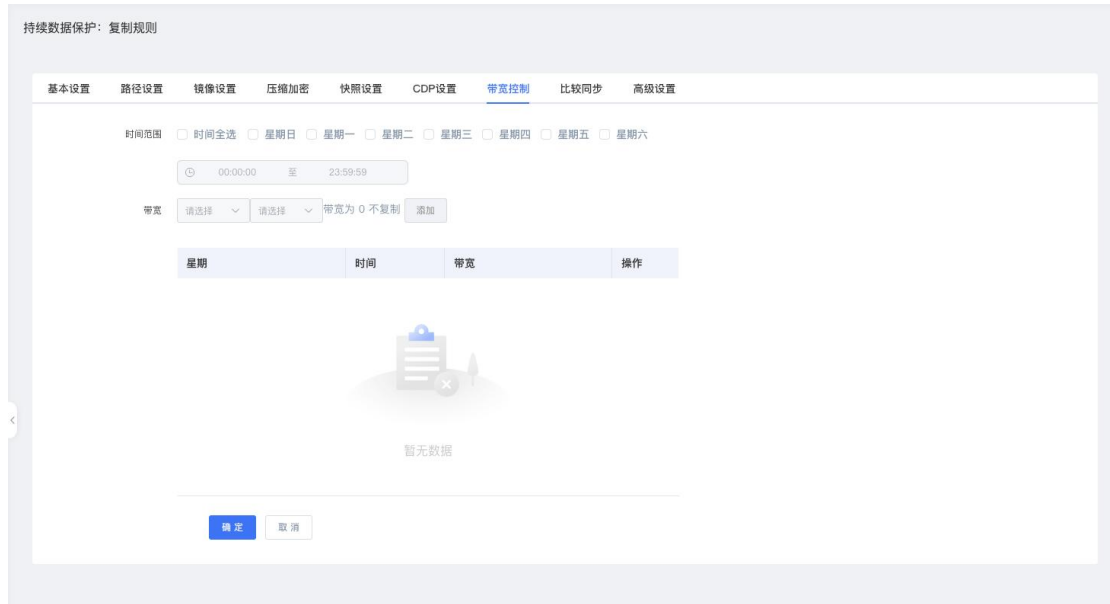 持续数据保护：复制规则
基本设置 路径设置 镜像设置 压缩加密 快照设置 CDP设置 带宽控制 比较同步 高级设置
时间范围 时间全选 星期日 星期一 星期二 星期三 星期四 星期五 星期六
00:00:00 至 23:59:59
带宽 请选择 请选择 带宽为 0 不复制 添加
星期 时间 带宽 操作
暂无数据
确定 取消